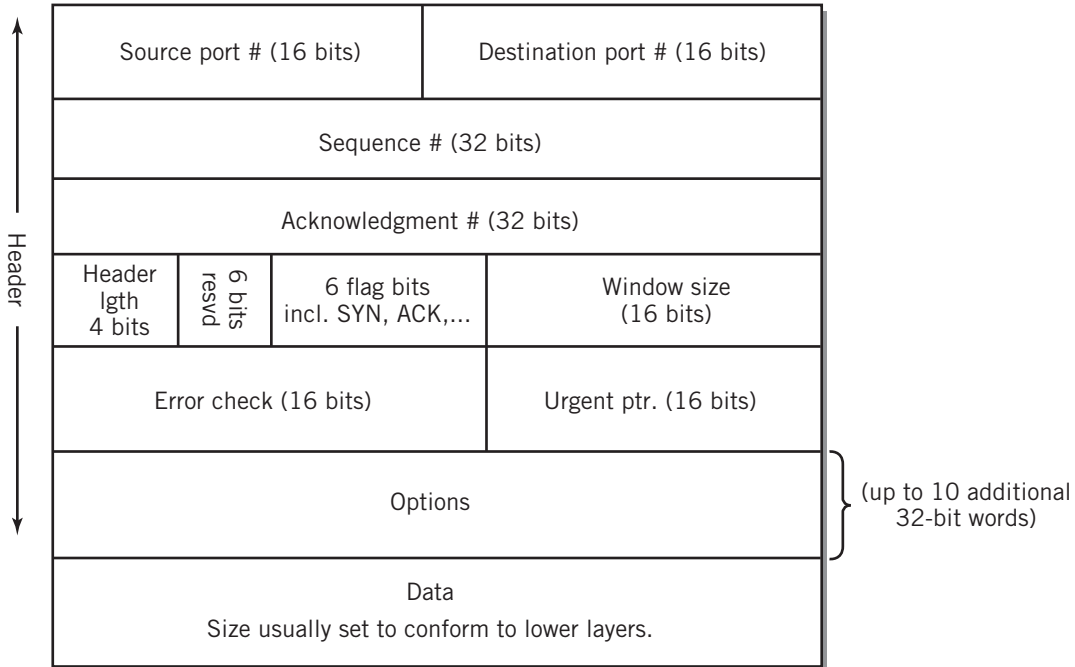 Source port # (16 bits)
Destination port # (16 bits)
Sequence # (32 bits)
Acknowledgment # (32 bits)
Header
Header
lgth
4 bits
6 bits
resvd
6 flag bits
incl. SYN, ACK,...
Window size
(16 bits)
Error check (16 bits)
Urgent ptr. (16 bits)
Options
(up to 10 additional
32-bit words)
Data
Size usually set to conform to lower layers.